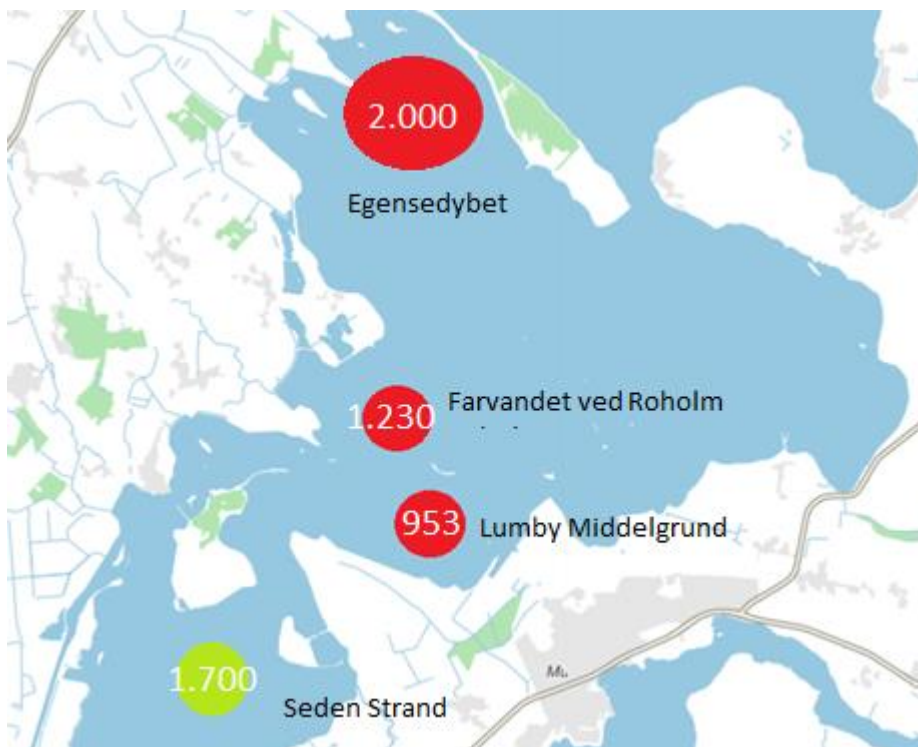 2.000
Egensedybet
1.230
Farvandet ved Roholm
953
Lumby Middelgrund
1.700
Seden Strand